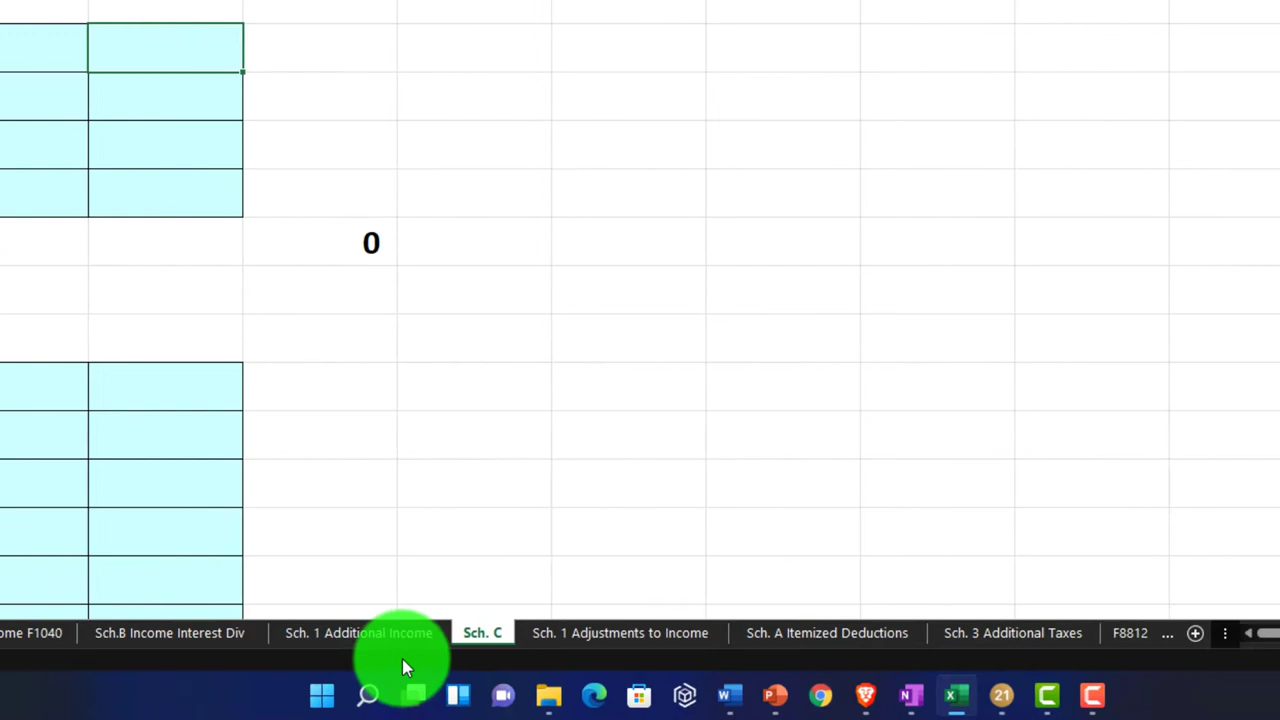 0
ome F1040 Sch.B Income Interest Div Sch. 1 Additional Income Sch. C Sch. 1 Adjustments to Income Sch. A Itemized Deductions Sch. 3 Additional Taxes F8812 ...
21